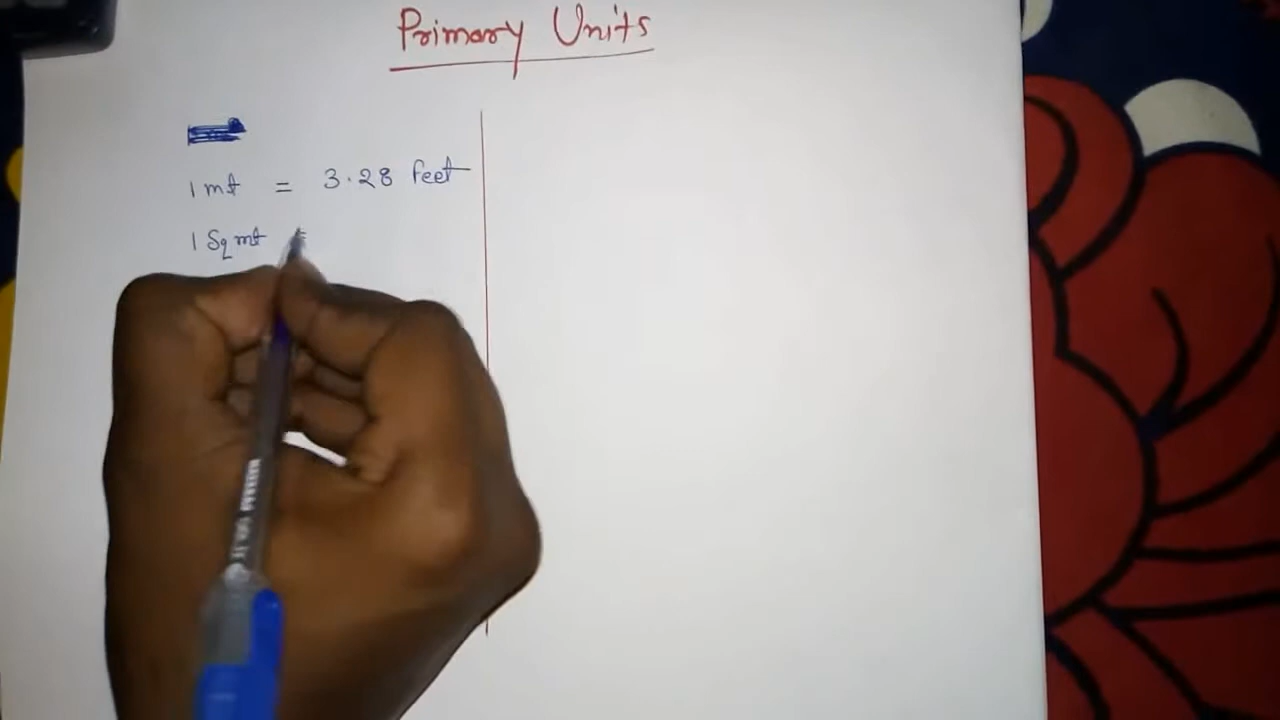 Primary Units
1 mt = 3.28 feet
1 Sq mt =